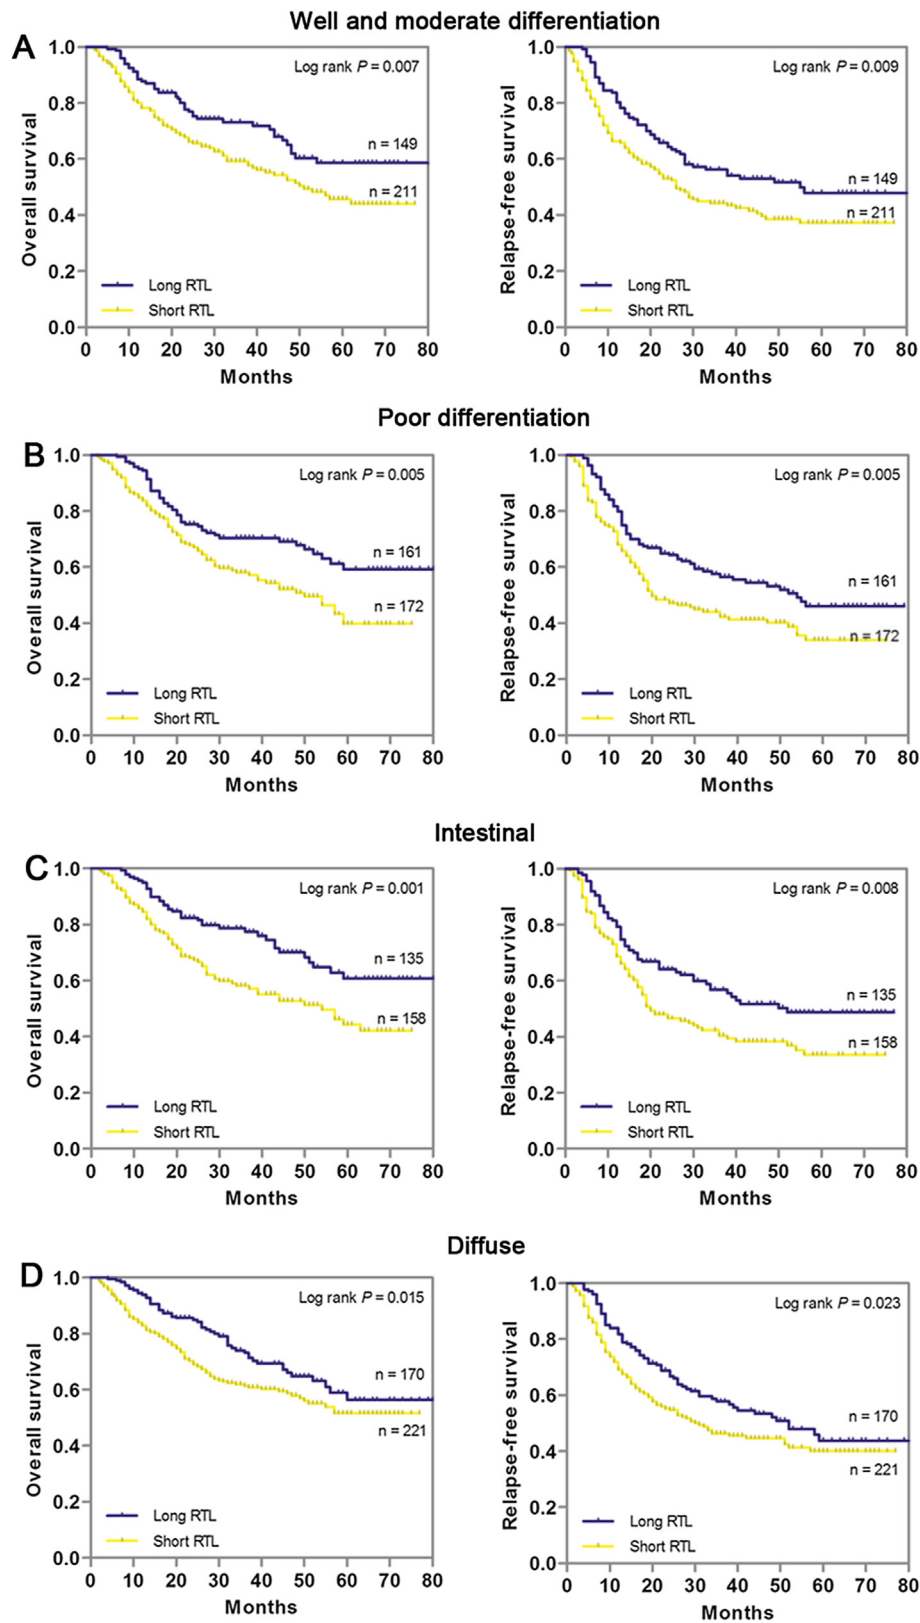 Well and moderate differentiation
A
Overall survival
1.0
0.8
0.6
0.4
0.2
0.0
Log rank P = 0.007
n = 149
n = 211
Long RTL
Short RTL
0 10 20 30 40 50 60 70 80
Months
Relapse-free survival
1.0
0.8
0.6
0.4
0.2
0.0
Log rank P = 0.009
n = 149
n = 211
Long RTL
Short RTL
0 10 20 30 40 50 60 70 80
Months
Poor differentiation
B
Overall survival
1.0
0.8
0.6
0.4
0.2
0.0
Log rank P = 0.005
n = 161
n = 172
Long RTL
Short RTL
0 10 20 30 40 50 60 70 80
Months
Relapse-free survival
1.0
0.8
0.6
0.4
0.2
0.0
Log rank P = 0.005
n = 161
n = 172
Long RTL
Short RTL
0 10 20 30 40 50 60 70 80
Months
Intestinal
C
Overall survival
1.0
0.8
0.6
0.4
0.2
0.0
Log rank P = 0.001
n = 135
n = 158
Long RTL
Short RTL
0 10 20 30 40 50 60 70 80
Months
Relapse-free survival
1.0
0.8
0.6
0.4
0.2
0.0
Log rank P = 0.008
n = 135
n = 158
Long RTL
Short RTL
0 10 20 30 40 50 60 70 80
Months
Diffuse
D
Overall survival
1.0
0.8
0.6
0.4
0.2
0.0
Log rank P = 0.015
n = 170
n = 221
Long RTL
Short RTL
0 10 20 30 40 50 60 70 80
Months
Relapse-free survival
1.0
0.8
0.6
0.4
0.2
0.0
Log rank P = 0.023
n = 170
n = 221
Long RTL
Short RTL
0 10 20 30 40 50 60 70 80
Months